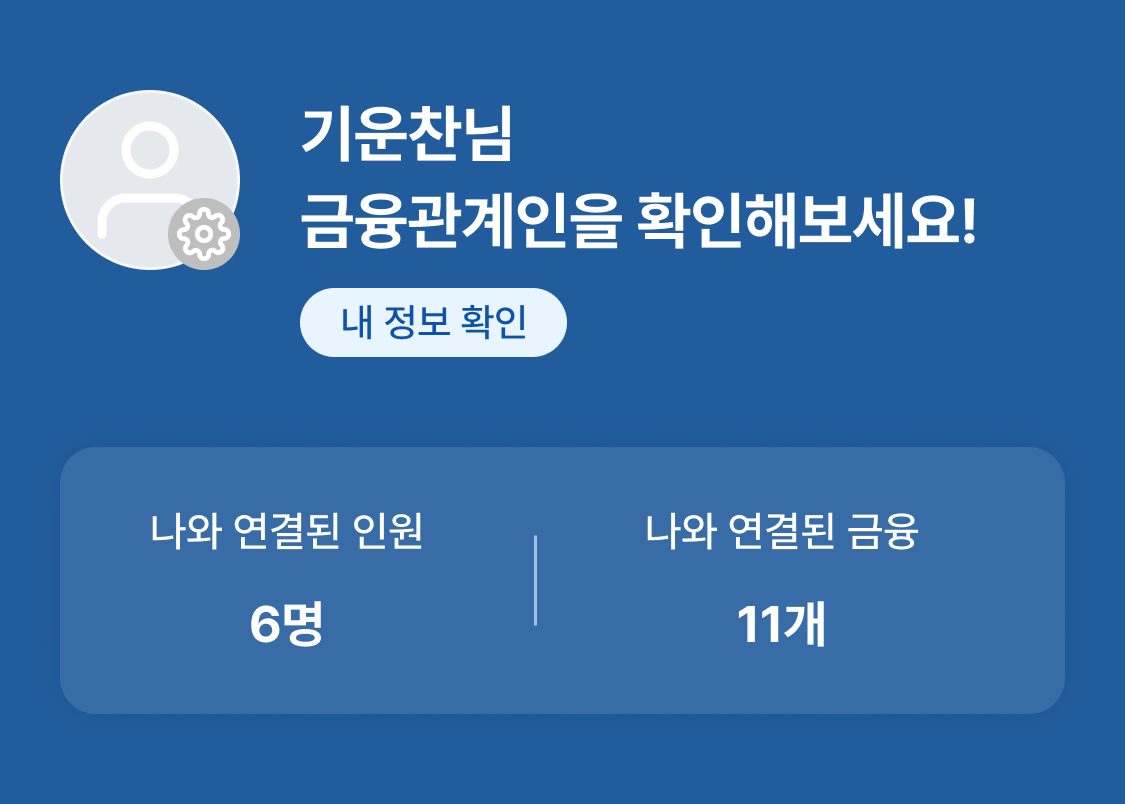 기운찬님
금융관계인을 확인해보세요!
내 정보 확인
나와 연결된 인원
6명
나와 연결된 금융
11개